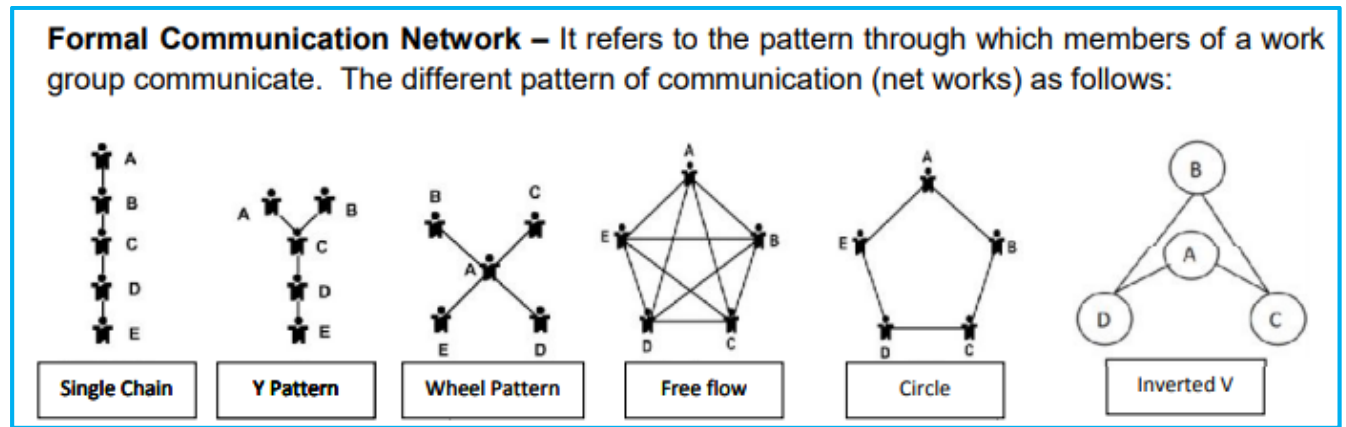 Formal Communication Network – It refers to the pattern through which members of a work
group communicate. The different pattern of communication (net works) as follows:
A
B
C
D
E
A
B
C
D
E
B
C
A
E
D
A
E
B
D
C
A
E
B
D
C
B
A
D
C
Single Chain
Y Pattern
Wheel Pattern
Free flow
Circle
Inverted V